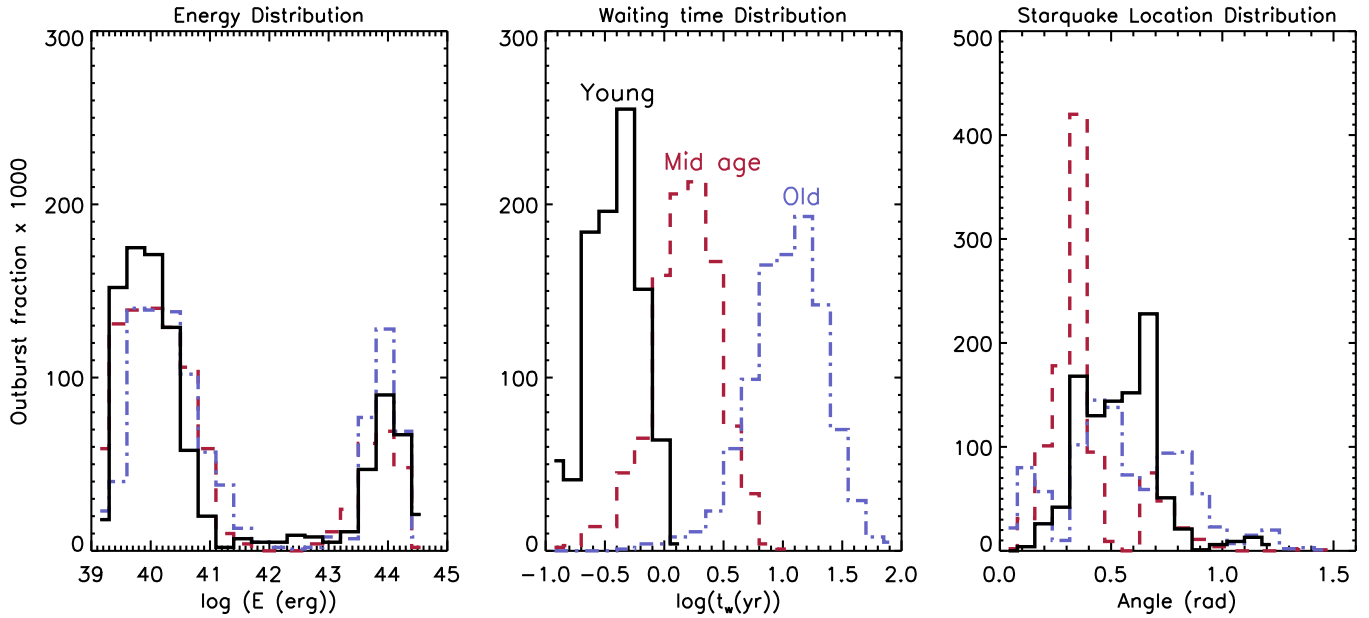 Energy Distribution
Waiting time Distribution
Starquake Location Distribution
Outburst fraction x 1000
300
200
100
0
39 40 41 42 43 44 45
log (E (erg))
300
200
100
0
Young
Mid age
Old
-1.0 -0.5 0.0 0.5 1.0 1.5 2.0
log(tw(yr))
500
400
300
200
100
0
0.0 0.5 1.0 1.5
Angle (rad)